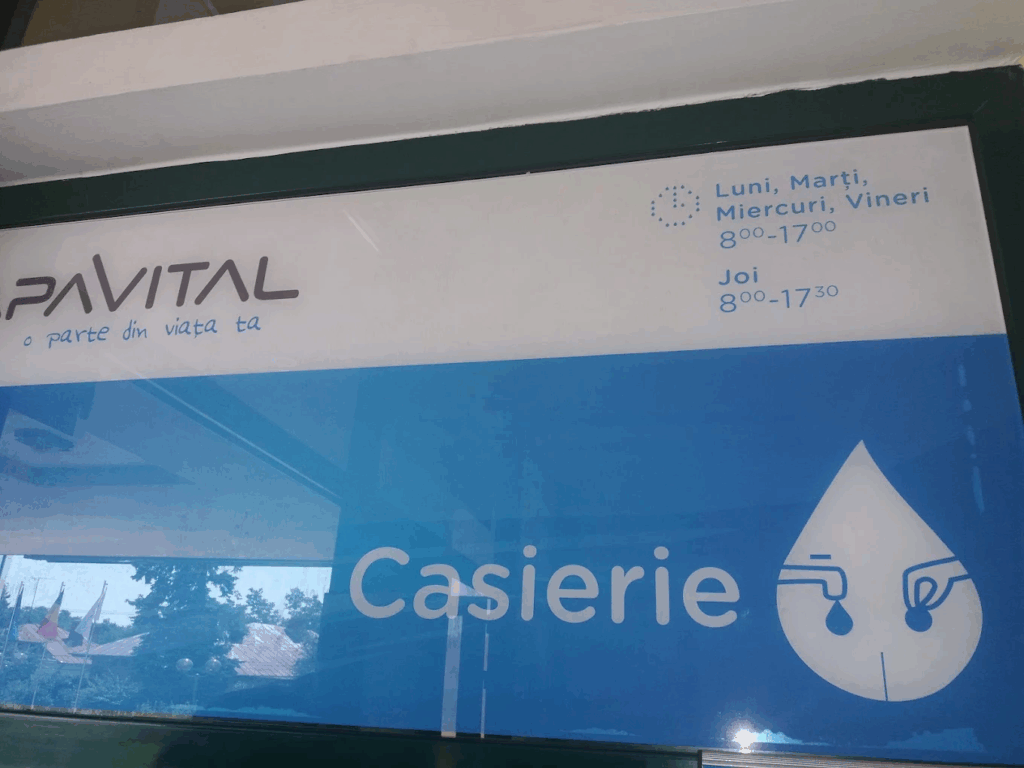 APAVITAL
o parte din viața ta
Luni, Marți,
Miercuri, Vineri
8⁰⁰-17⁰⁰
Joi
8⁰⁰-17³⁰
Casierie